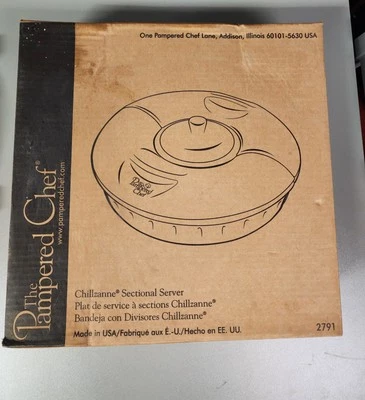 One Pampered Chef Lane, Addison, Illinois 60101-5630 USA
The
Pampered Chef®
www.pamperedchef.com
The
Pampered
Chef
Chillzanne® Sectional Server
Plat de service à sections Chillzanne®
Bandeja con Divisores Chillzanne®
Made in USA/Fabriqué aux É.-U./Hecho en EE. UU.
2791